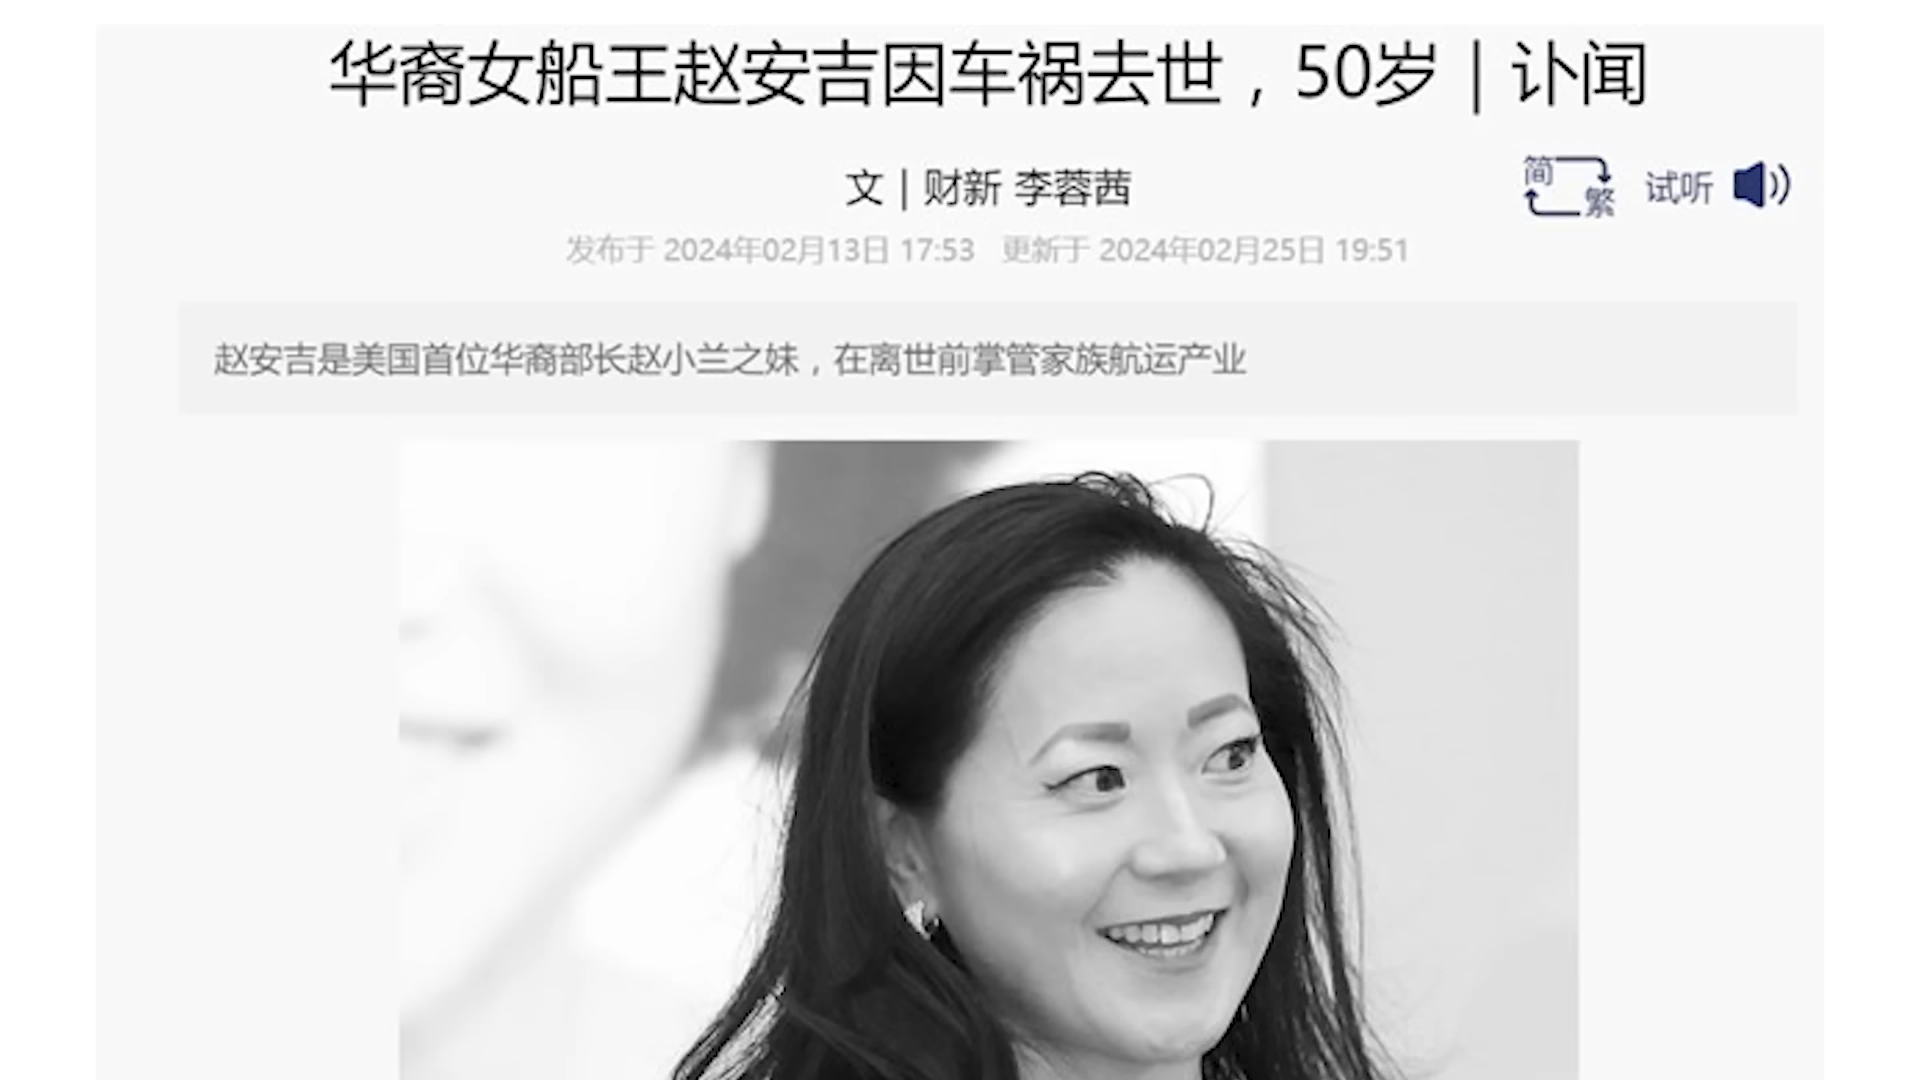 华裔女船王赵安吉因车祸去世，50岁｜讣闻
文｜财新 李蓉茜
简繁 试听
发布于 2024年02月13日 17:53 更新于 2024年02月25日 19:51
赵安吉是美国首位华裔部长赵小兰之妹，在离世前掌管家族航运产业